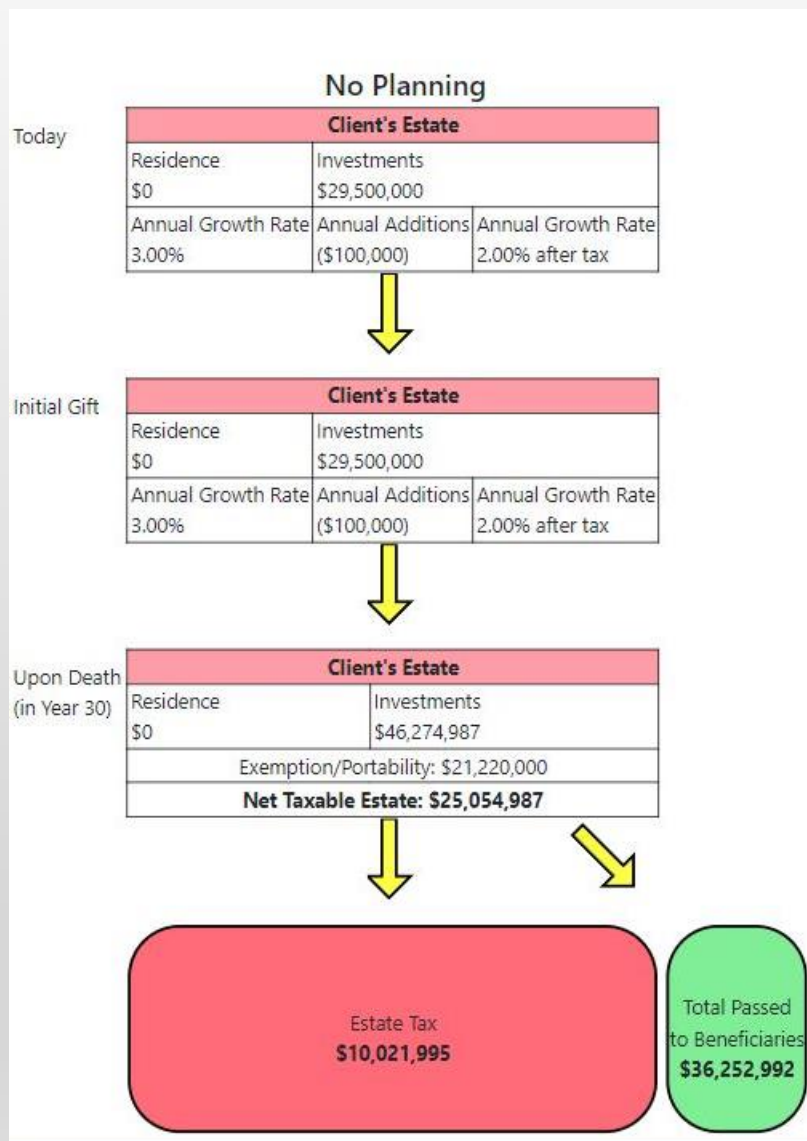 No Planning
Today
Client's Estate
Residence
$0
Investments
$29,500,000
Annual Growth Rate
3.00%
Annual Additions
($100,000)
Annual Growth Rate
2.00% after tax
Initial Gift
Client's Estate
Residence
$0
Investments
$29,500,000
Annual Growth Rate
3.00%
Annual Additions
($100,000)
Annual Growth Rate
2.00% after tax
Upon Death
(in Year 30)
Client's Estate
Residence
$0
Investments
$46,274,987
Exemption/Portability: $21,220,000
Net Taxable Estate: $25,054,987
Estate Tax
$10,021,995
Total Passed
to Beneficiaries
$36,252,992